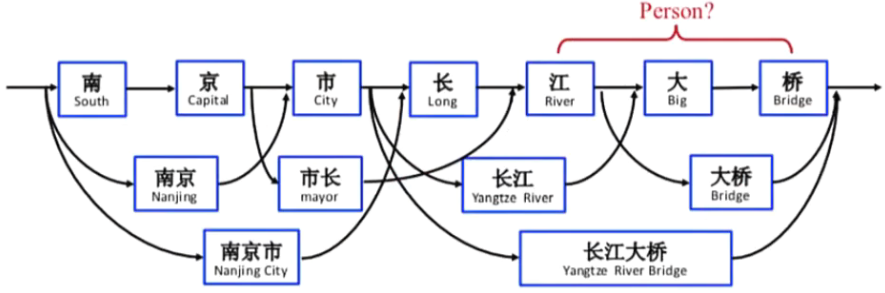 Person?
南
South
京
Capital
市
City
长
Long
江
River
大
Big
桥
Bridge
南京
Nanjing
市长
mayor
长江
Yangtze River
大桥
Bridge
南京市
Nanjing City
长江大桥
Yangtze River Bridge